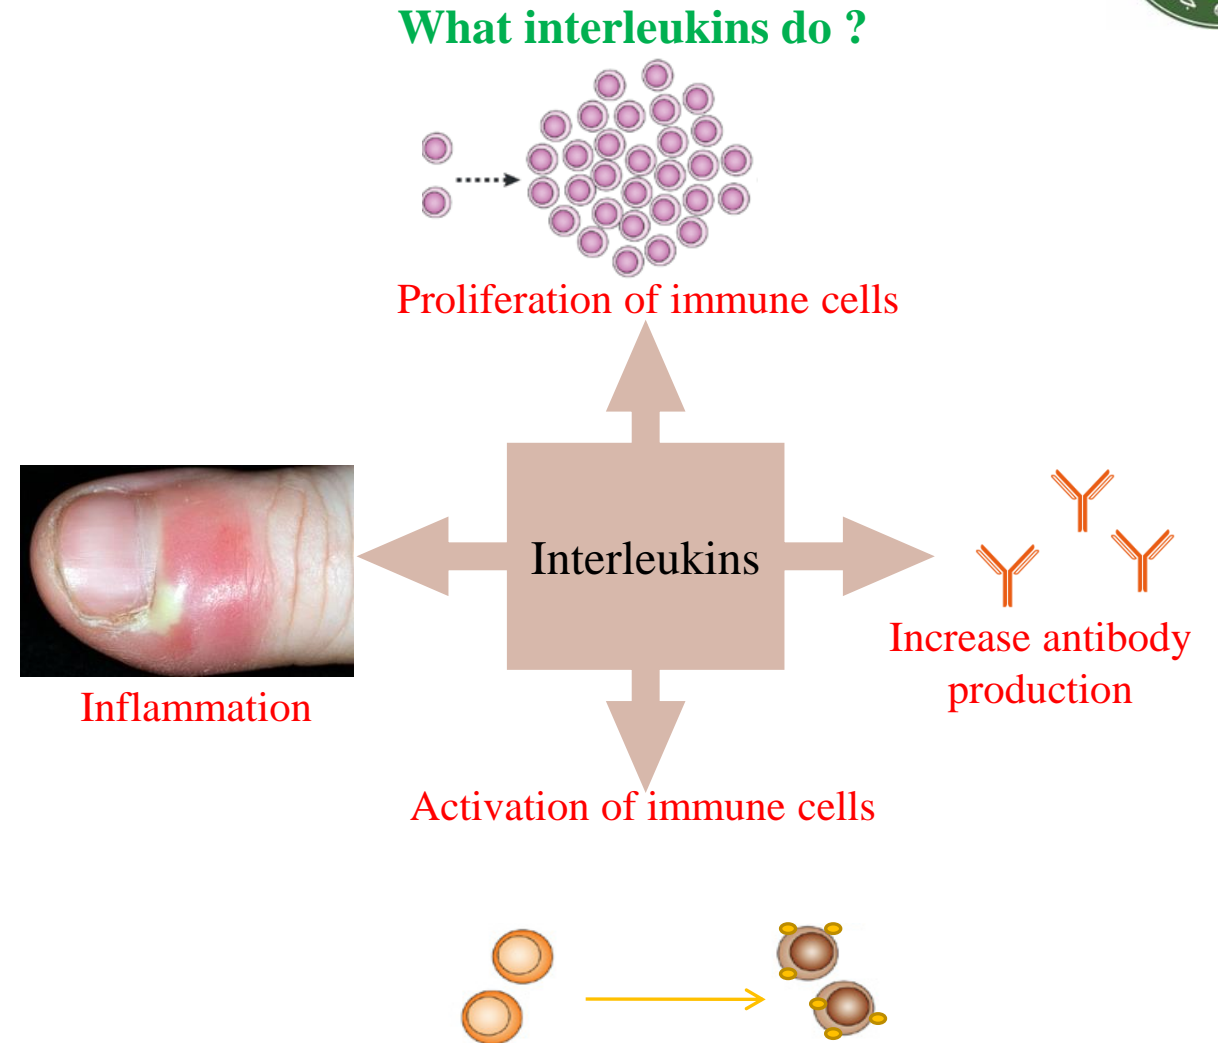 What interleukins do ?
Proliferation of immune cells
Interleukins
Inflammation
Increase antibody
production
Activation of immune cells